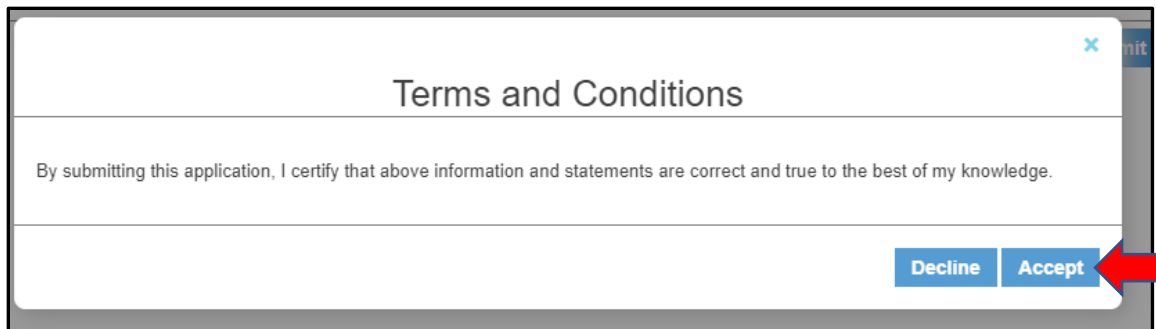 ×
mit
Terms and Conditions
By submitting this application, I certify that above information and statements are correct and true to the best of my knowledge.
Decline Accept